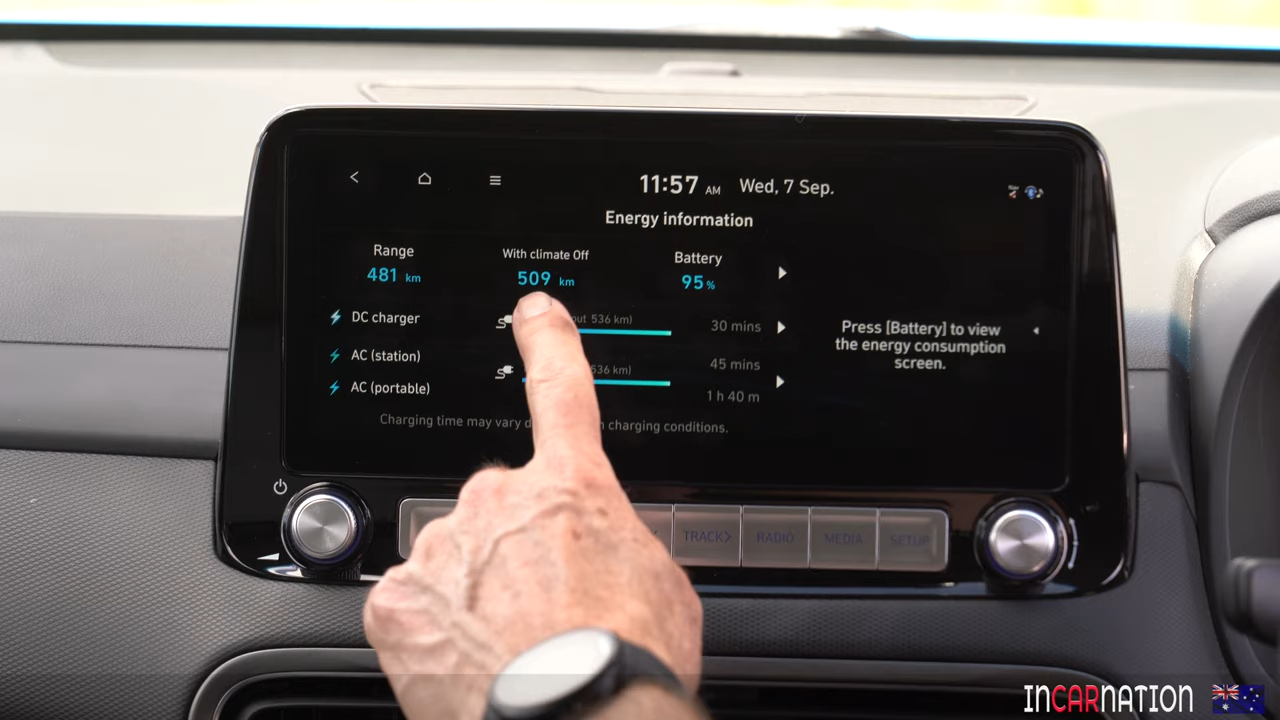 11:57 AM Wed, 7 Sep.
Energy information
Range
481 km
With climate Off
509 km
Battery
95%
DC charger
536 km)
30 mins
AC (station)
45 mins
536 km)
AC (portable)
1 h 40 m
Charging time may vary
charging conditions.
Press [Battery] to view
the energy consumption
screen.
TRACK>
RADIO
MEDIA
SETUP
INCARNATION